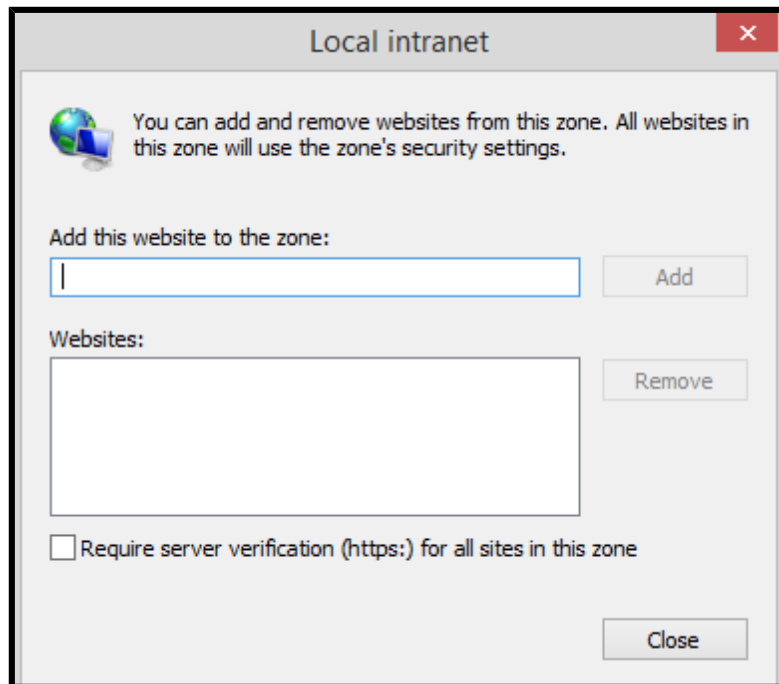 Local intranet
You can add and remove websites from this zone. All websites in
this zone will use the zone's security settings.
Add this website to the zone:
Add
Websites:
Remove
Require server verification (https:) for all sites in this zone
Close